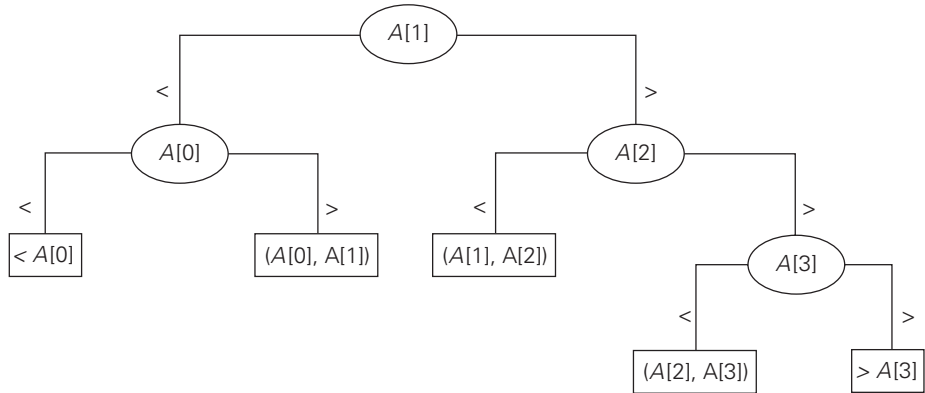 A[1]
< >
A[0] A[2]
< > < >
< A[0] (A[0], A[1]) (A[1], A[2]) A[3]
< >
(A[2], A[3]) > A[3]